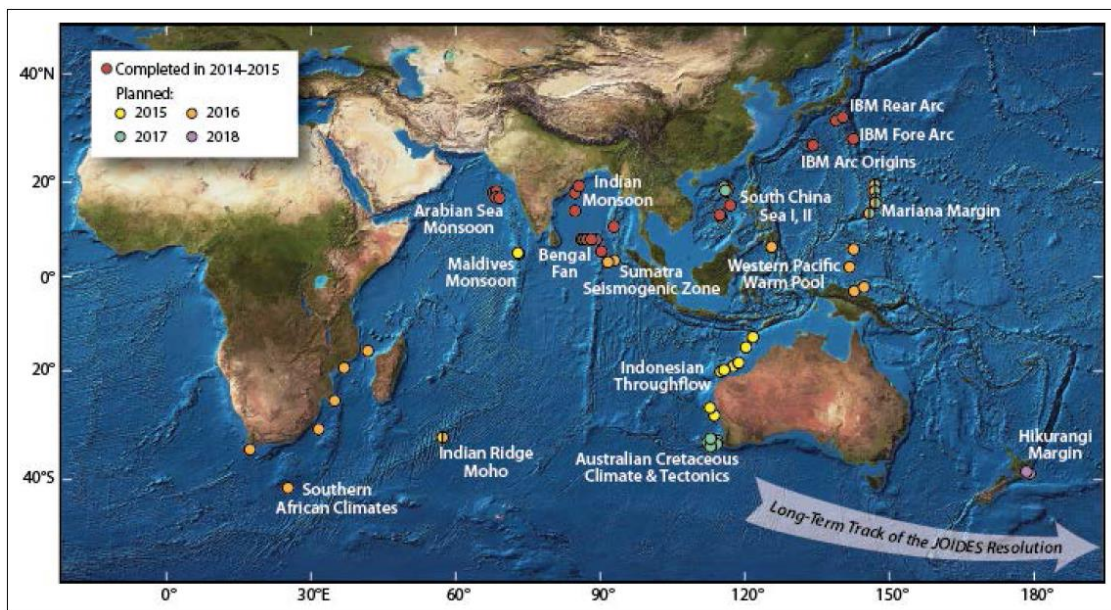 Completed in 2014-2015
Planned:
2015
2016
2017
2018
40°N
20°
0°
20°
40°S
0°
30°E
60°
90°
120°
150°
180°
IBM Rear Arc
IBM Fore Arc
IBM Arc Origins
Indian
Monsoon
Arabian Sea
Monsoon
South China
Sea I, II
Mariana Margin
Maldives
Monsoon
Bengal
Fan
Sumatra
Seismogenic Zone
Western Pacific
Warm Pool
Indonesian
Throughflow
Indian Ridge
Moho
Australian Cretaceous
Climate & Tectonics
Hikurangi
Margin
Southern
African Climates
Long-Term Track of the JOIDES Resolution